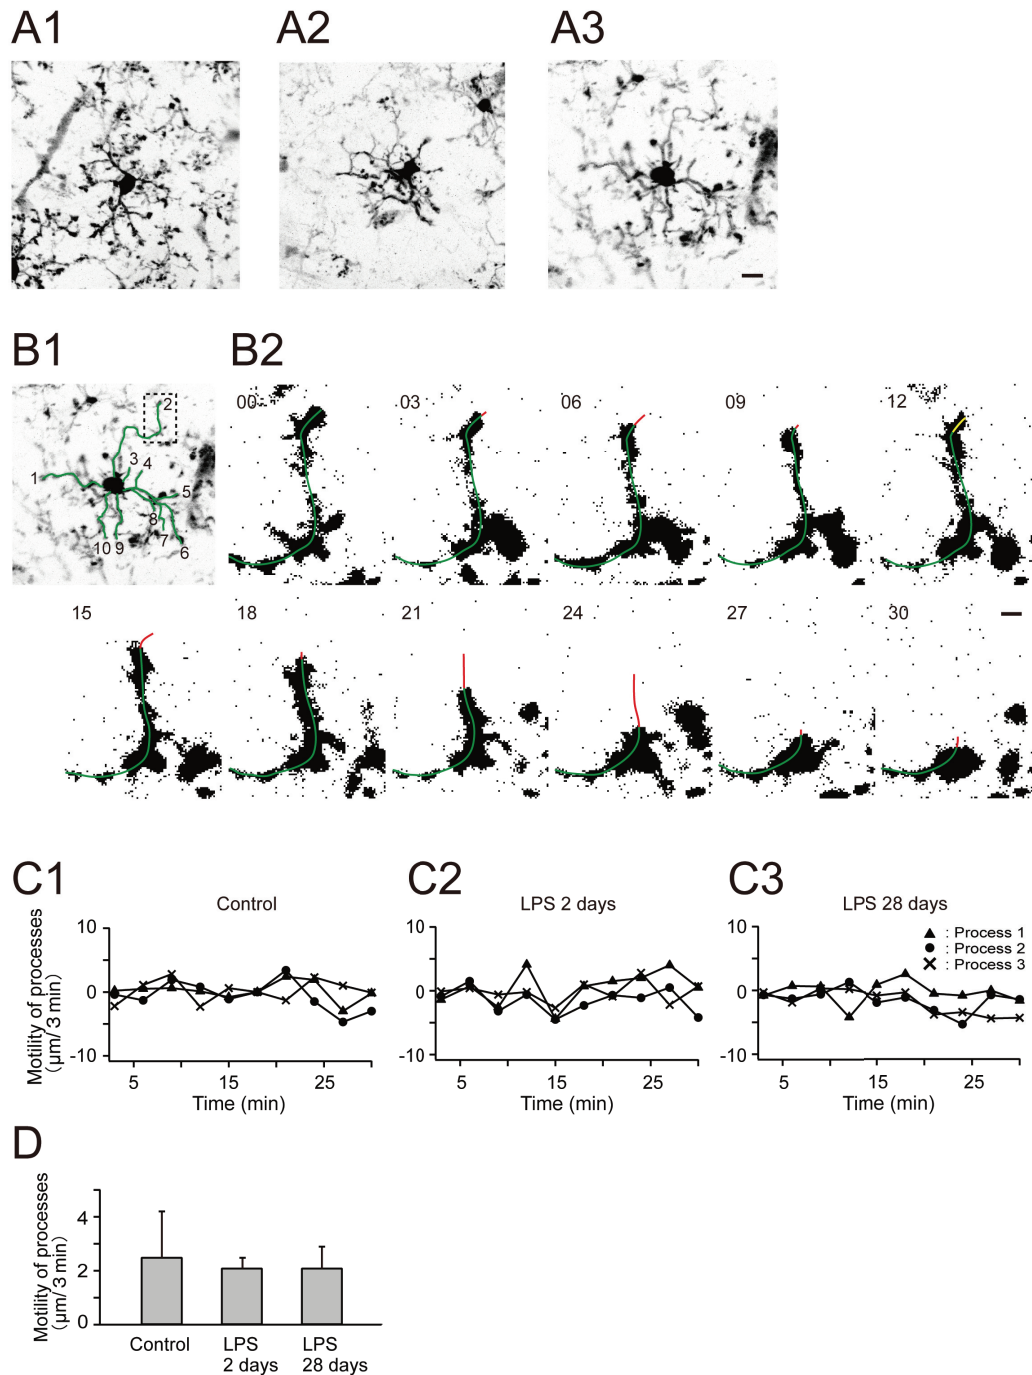 A1 A2 A3
B1 B2
2
3
4
1
5
8
10 9 7 6
00 03 06 09 12
15 18 21 24 27 30
C1 C2 C3
Control LPS 2 days LPS 28 days
▲ : Process 1
● : Process 2
× : Process 3
Motility of processes
(µm/ 3 min)
10 10 10
0 0 0
-10 -10 -10
5 15 25 5 15 25 5 15 25
Time (min) Time (min) Time (min)
D
Motility of processes
(µm/ 3 min)
4
2
0
Control LPS LPS
2 days 28 days